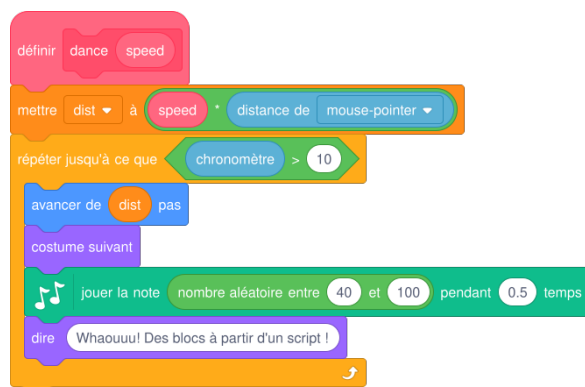 définir dance speed
mettre dist à speed * distance de mouse-pointer
répéter jusqu'à ce que chronomètre > 10
avancer de dist pas
costume suivant
jouer la note nombre aléatoire entre 40 et 100 pendant 0.5 temps
dire Whaouuu! Des blocs à partir d'un script !